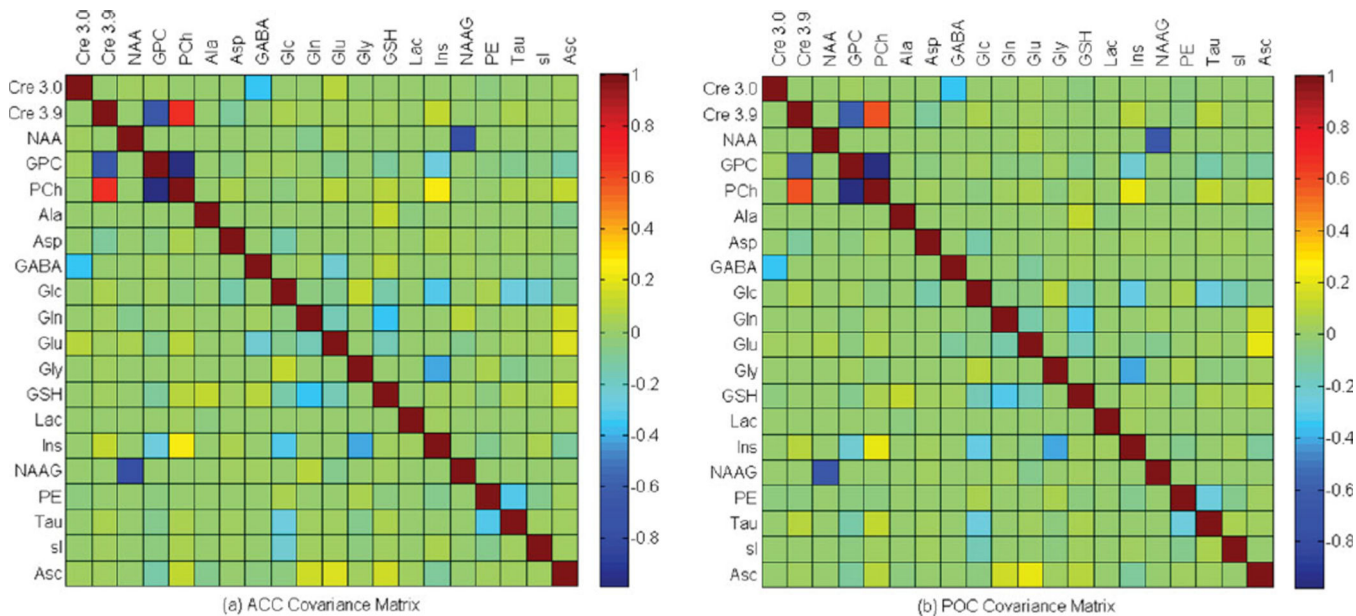 Cre 3.0 Cre 3.9 NAA GPC PCh Ala Asp GABA Glc Gln Glu Gly GSH Lac Ins NAAG PE Tau sI Asc
Cre 3.0
Cre 3.9
NAA
GPC
PCh
Ala
Asp
GABA
Glc
Gln
Glu
Gly
GSH
Lac
Ins
NAAG
PE
Tau
sI
Asc
1
0.8
0.6
0.4
0.2
0
-0.2
-0.4
-0.6
-0.8
(a) ACC Covariance Matrix
Cre 3.0 Cre 3.9 NAA GPC PCh Ala Asp GABA Glc Gln Glu Gly GSH Lac Ins NAAG PE Tau sI Asc
Cre 3.0
Cre 3.9
NAA
GPC
PCh
Ala
Asp
GABA
Glc
Gln
Glu
Gly
GSH
Lac
Ins
NAAG
PE
Tau
sI
Asc
1
0.8
0.6
0.4
0.2
0
-0.2
-0.4
-0.6
-0.8
(b) POC Covariance Matrix